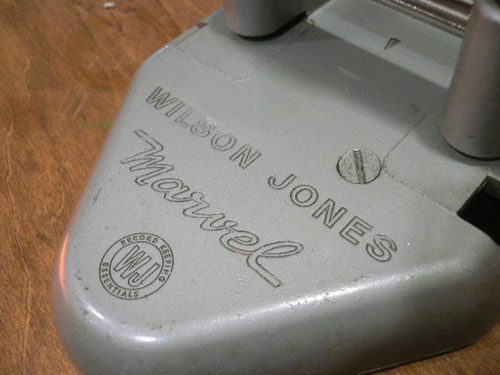 WILSON JONES
Marvel
RECORD KEEPING
WJ
ESSENTIALS